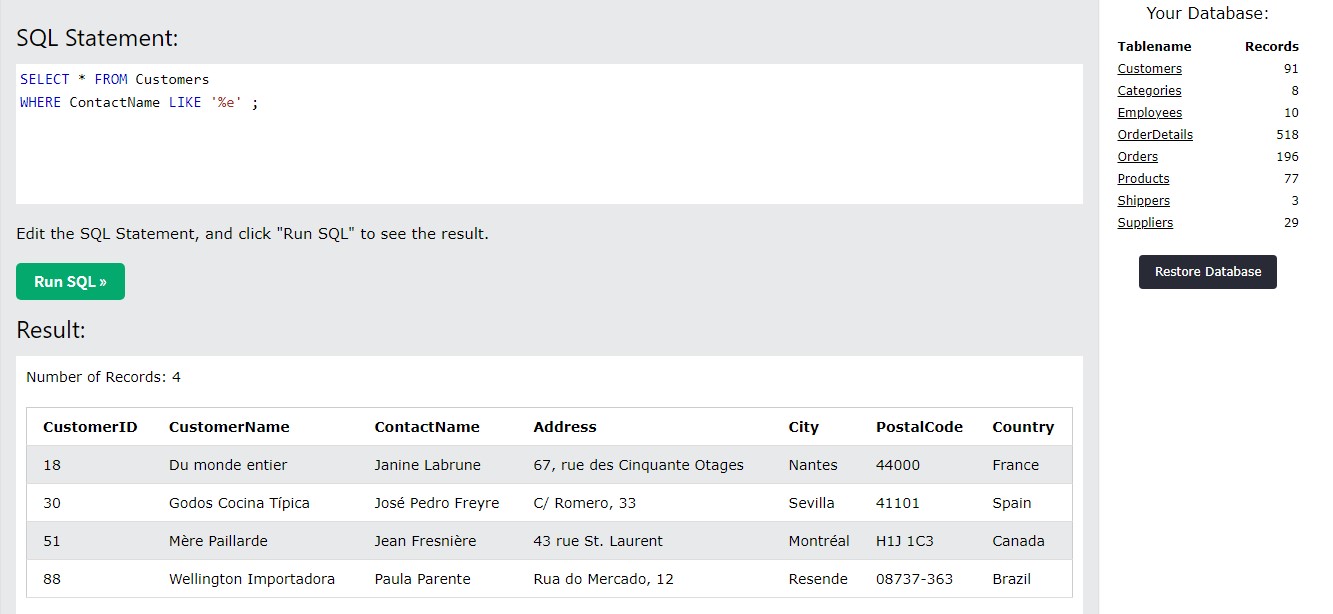 SQL Statement:
SELECT * FROM Customers
WHERE ContactName LIKE '%e' ;
Edit the SQL Statement, and click "Run SQL" to see the result.
Run SQL »
Result:
Number of Records: 4
CustomerID CustomerName ContactName Address City PostalCode Country
18 Du monde entier Janine Labrune 67, rue des Cinquante Otages Nantes 44000 France
30 Godos Cocina Típica José Pedro Freyre C/ Romero, 33 Sevilla 41101 Spain
51 Mère Paillarde Jean Fresnière 43 rue St. Laurent Montréal H1J 1C3 Canada
88 Wellington Importadora Paula Parente Rua do Mercado, 12 Resende 08737-363 Brazil
Your Database:
Tablename Records
Customers 91
Categories 8
Employees 10
OrderDetails 518
Orders 196
Products 77
Shippers 3
Suppliers 29
Restore Database